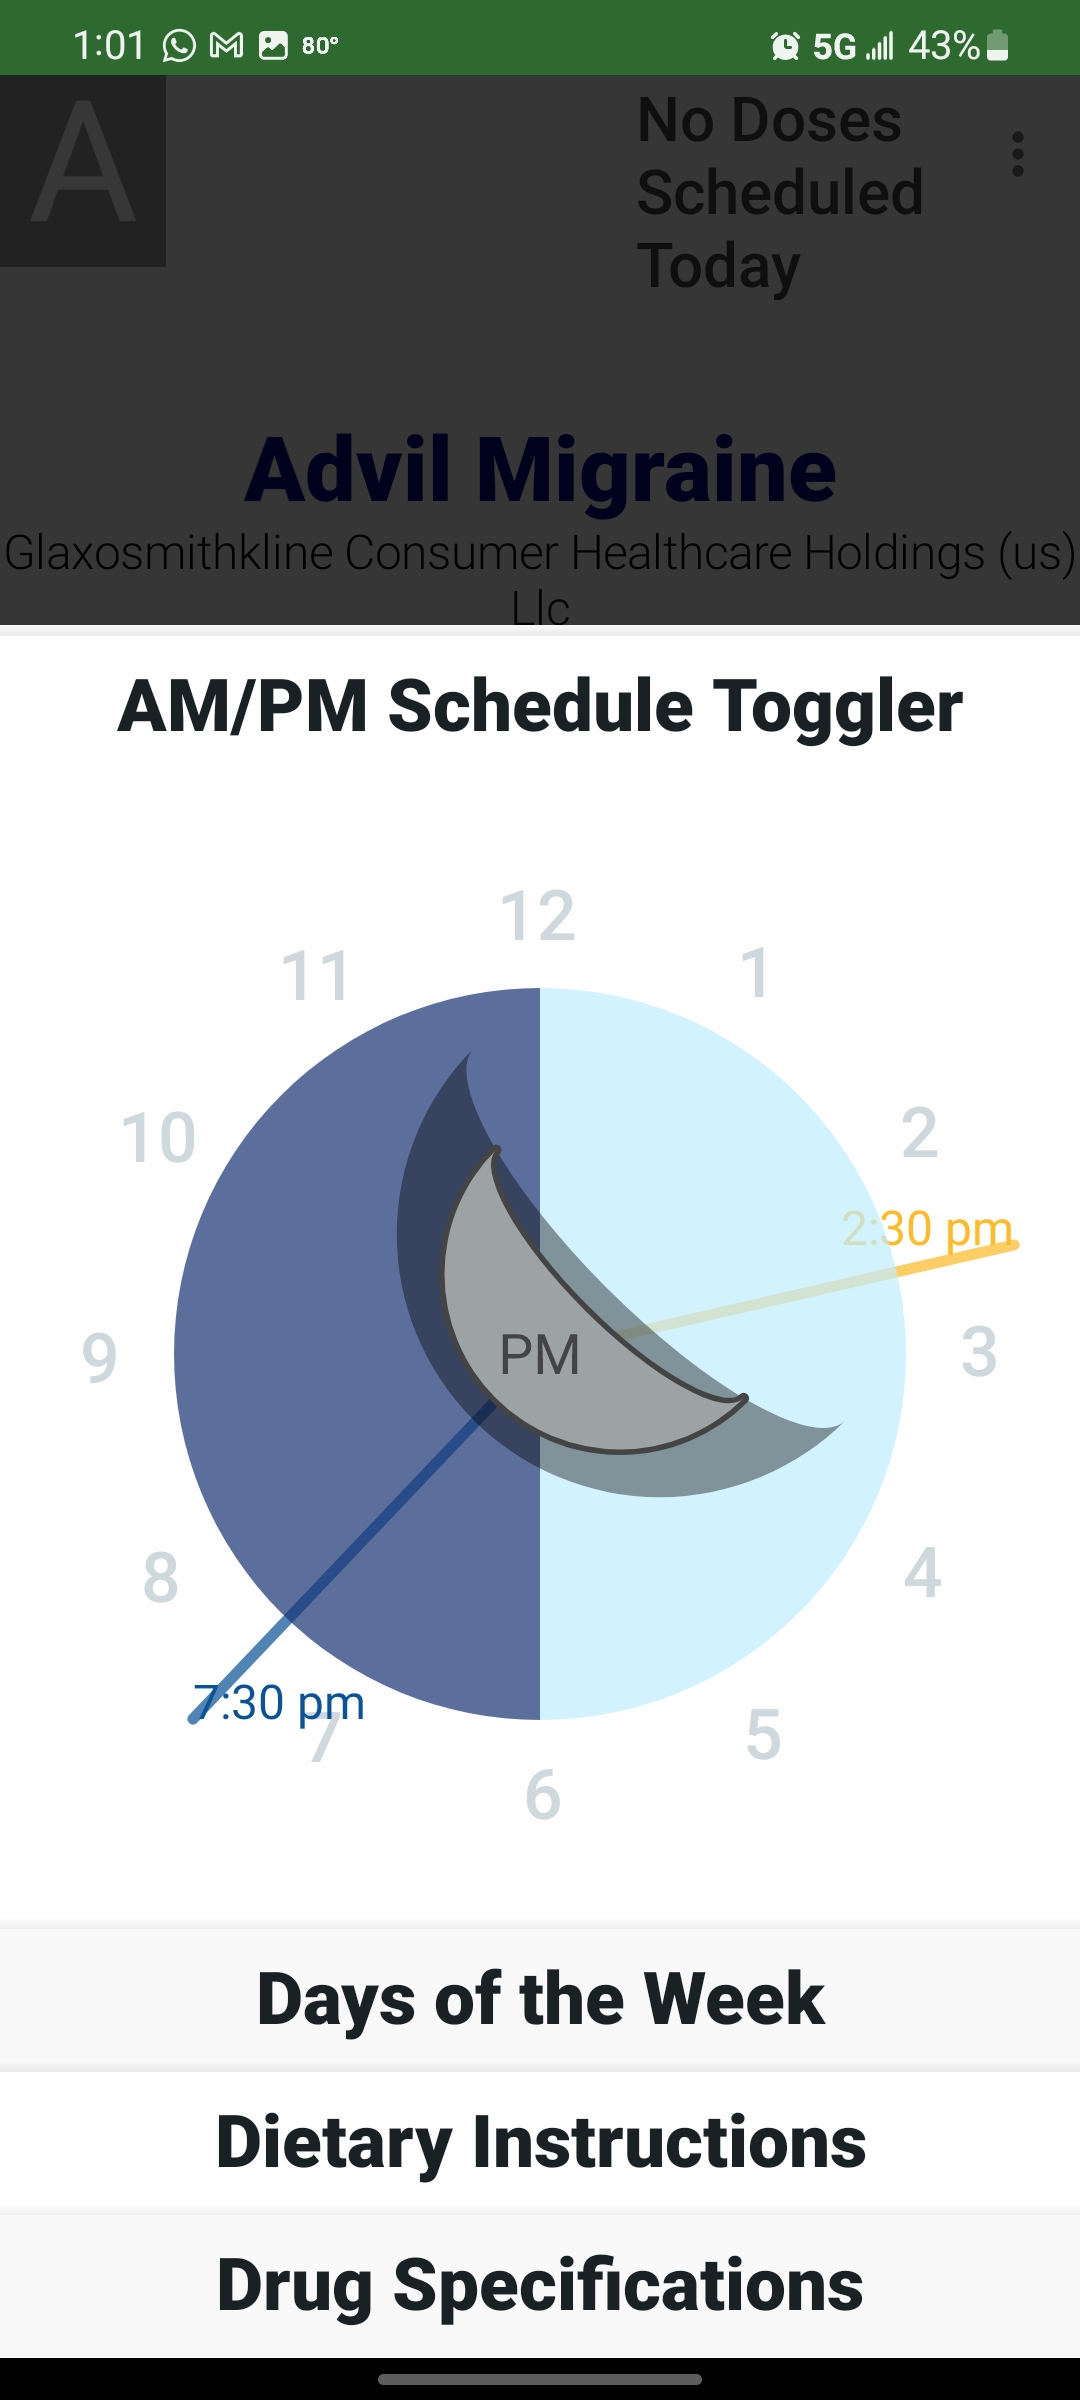 1:01 80° 5G 43%
A
No Doses
Scheduled
Today
Advil Migraine
Glaxosmithkline Consumer Healthcare Holdings (us)
Llc
AM/PM Schedule Toggler
12
11
1
10
2
2:30 pm
9
PM
3
8
4
7:30 pm
7
5
6
Days of the Week
Dietary Instructions
Drug Specifications